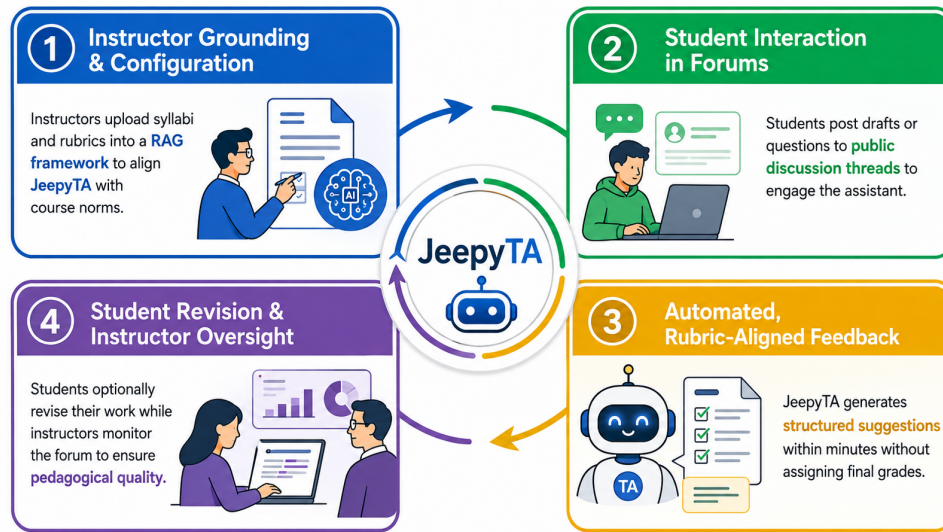 1
Instructor Grounding
& Configuration
Instructors upload syllabi
and rubrics into a RAG
framework to align
JeepyTA with
course norms.
AI
2
Student Interaction
in Forums
Students post drafts or
questions to public
discussion threads to
engage the assistant.
JeepyTA
4
Student Revision &
Instructor Oversight
Students optionally
revise their work while
instructors monitor
the forum to ensure
pedagogical quality.
3
Automated,
Rubric-Aligned Feedback
TA
JeepyTA generates
structured suggestions
within minutes without
assigning final grades.